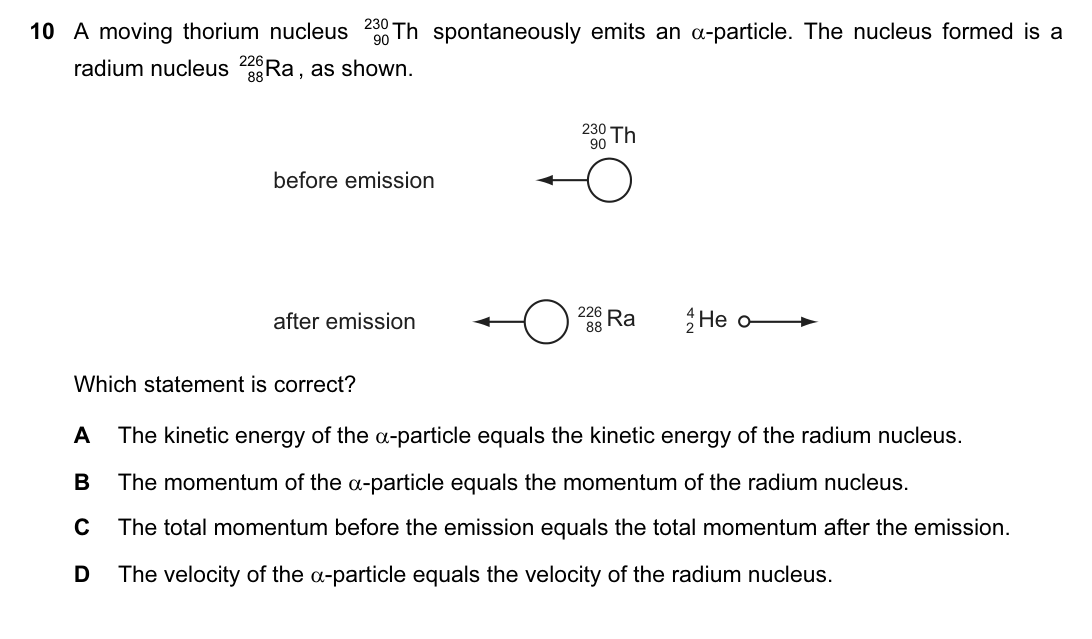 10 A moving thorium nucleus ²³⁰₉₀Th spontaneously emits an α-particle. The nucleus formed is a
radium nucleus ²²⁶₈₈Ra, as shown.
²³⁰₉₀Th
before emission
after emission ²²⁶₈₈Ra ⁴₂He
Which statement is correct?
A The kinetic energy of the α-particle equals the kinetic energy of the radium nucleus.
B The momentum of the α-particle equals the momentum of the radium nucleus.
C The total momentum before the emission equals the total momentum after the emission.
D The velocity of the α-particle equals the velocity of the radium nucleus.